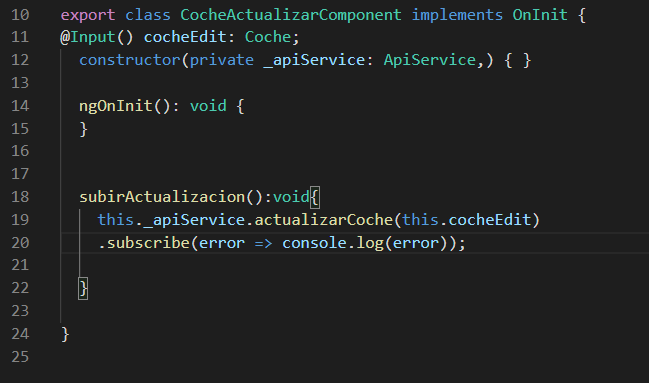 10 export class CocheActualizarComponent implements OnInit {
11 @Input() cocheEdit: Coche;
12 constructor(private _apiService: ApiService,) { }
13
14 ngOnInit(): void {
15 }
16
17
18 subirActualizacion():void{
19 this._apiService.actualizarCoche(this.cocheEdit)
20 .subscribe(error => console.log(error));
21
22 }
23
24 }
25